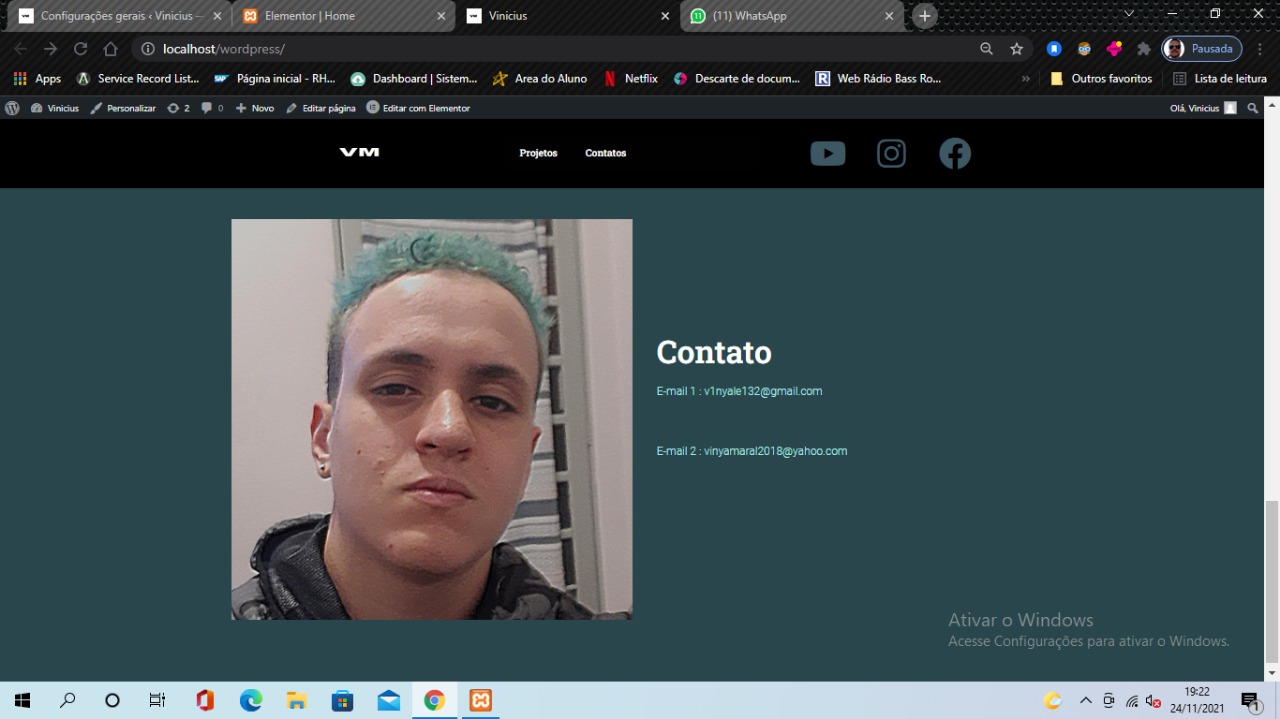 Configurações gerais ‹ Vinicius —
Elementor | Home
Vinicius
(11) WhatsApp
localhost/wordpress/
Pausada
Apps
Service Record List...
Página inicial - RH...
Dashboard | Sistem...
Area do Aluno
Netflix
Descarte de docum...
Web Rádio Bass Ro...
»
Outros favoritos
Lista de leitura
Vinicius
Personalizar
2
0
Novo
Editar página
Editar com Elementor
Olá, Vinicius
VM
Projetos
Contatos
Contato
E-mail 1 : v1nyale132@gmail.com
E-mail 2 : vinyamaral2018@yahoo.com
Ativar o Windows
Acesse Configurações para ativar o Windows.
9:22
24/11/2021
1